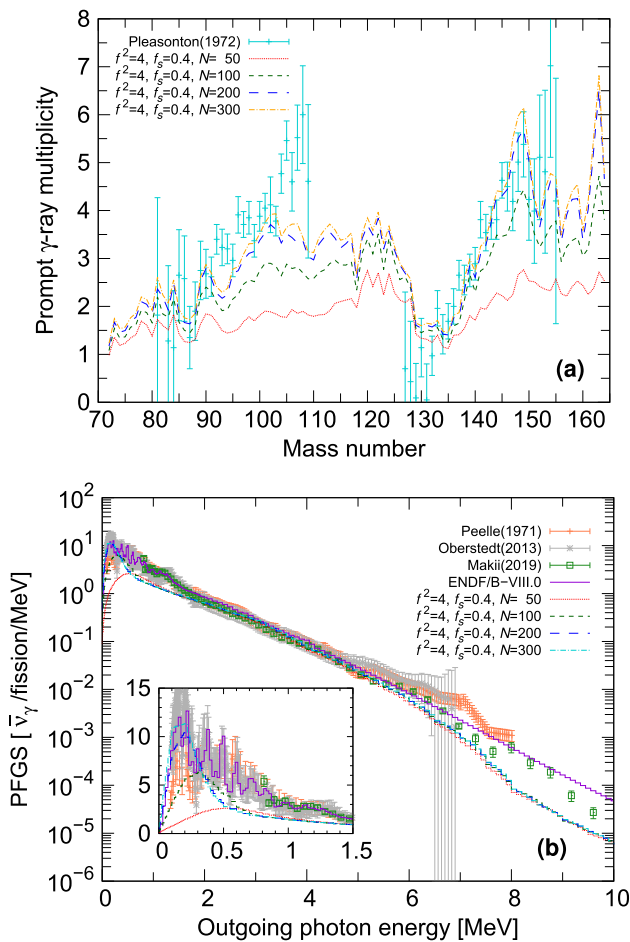 8
7
6
5
4
3
2
1
0
Prompt γ-ray multiplicity
Pleasonton(1972)
f²=4, fₛ=0.4, N= 50
f²=4, fₛ=0.4, N=100
f²=4, fₛ=0.4, N=200
f²=4, fₛ=0.4, N=300
(a)
70 80 90 100 110 120 130 140 150 160
Mass number
10²
10¹
10⁰
10⁻¹
10⁻²
10⁻³
10⁻⁴
10⁻⁵
10⁻⁶
PFGS [ ν̄ᵧ /fission/MeV]
Peelle(1971)
Oberstedt(2013)
Makii(2019)
ENDF/B−VIII.0
f²=4, fₛ=0.4, N= 50
f²=4, fₛ=0.4, N=100
f²=4, fₛ=0.4, N=200
f²=4, fₛ=0.4, N=300
15
10
5
0
0 0.5 1 1.5
(b)
0 2 4 6 8 10
Outgoing photon energy [MeV]